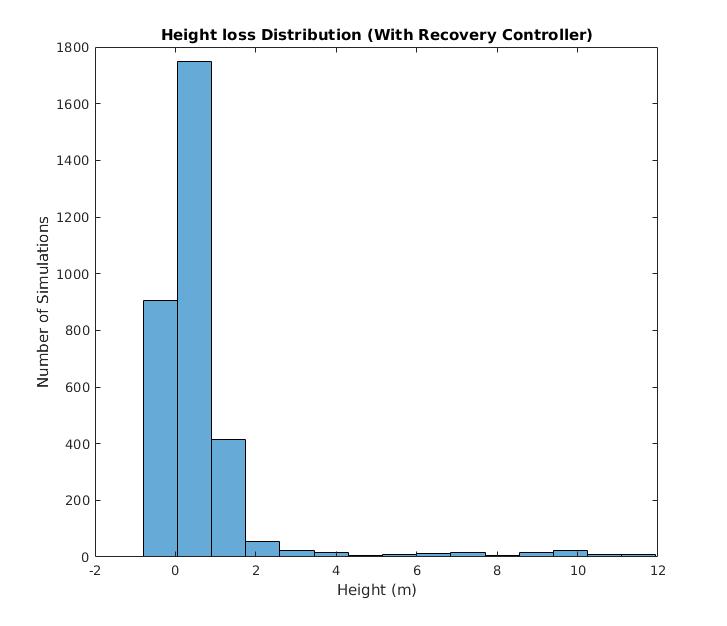 Height loss Distribution (With Recovery Controller)
1800
1600
1400
1200
1000
800
600
400
200
0
Number of Simulations
-2 0 2 4 6 8 10 12
Height (m)